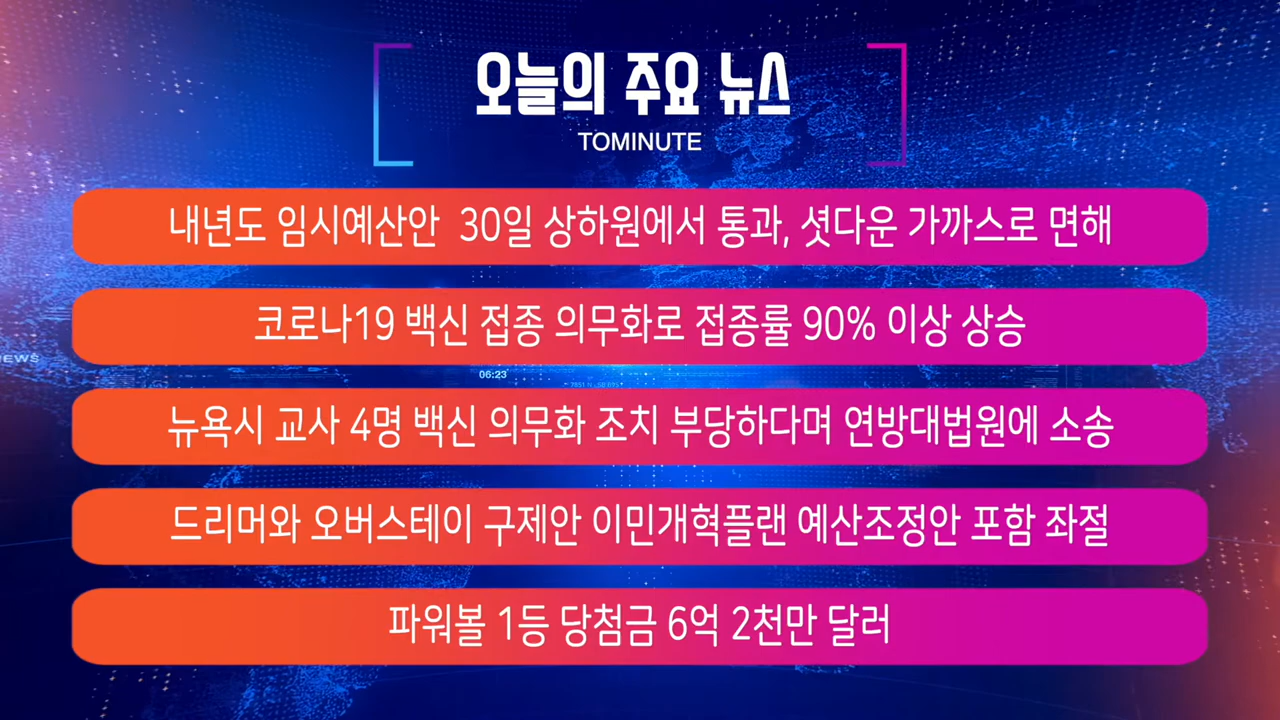 오늘의 주요 뉴스
TOMINUTE
내년도 임시예산안 30일 상하원에서 통과, 셧다운 가까스로 면해
코로나19 백신 접종 의무화로 접종률 90% 이상 상승
EWS
06:23
뉴욕시 교사 4명 백신 의무화 조치 부당하다며 연방대법원에 소송
드리머와 오버스테이 구제안 이민개혁플랜 예산조정안 포함 좌절
파워볼 1등 당첨금 6억 2천만 달러